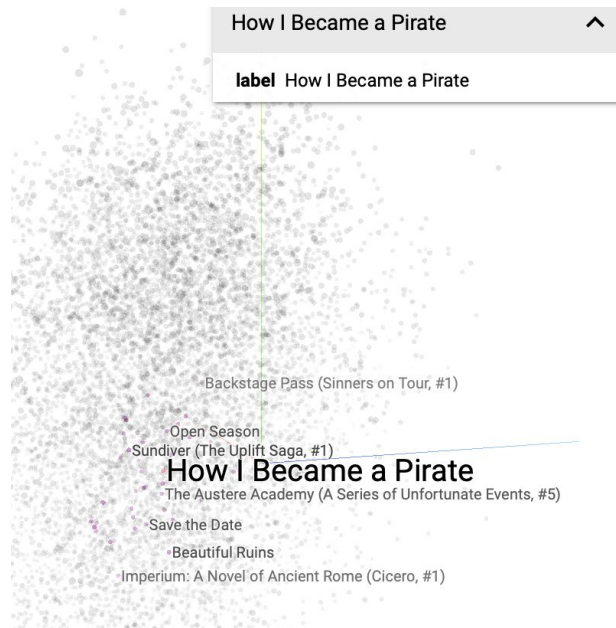 How I Became a Pirate
label How I Became a Pirate
Backstage Pass (Sinners on Tour, #1)
Open Season
Sundiver (The Uplift Saga, #1)
How I Became a Pirate
The Austere Academy (A Series of Unfortunate Events, #5)
Save the Date
Beautiful Ruins
Imperium: A Novel of Ancient Rome (Cicero, #1)